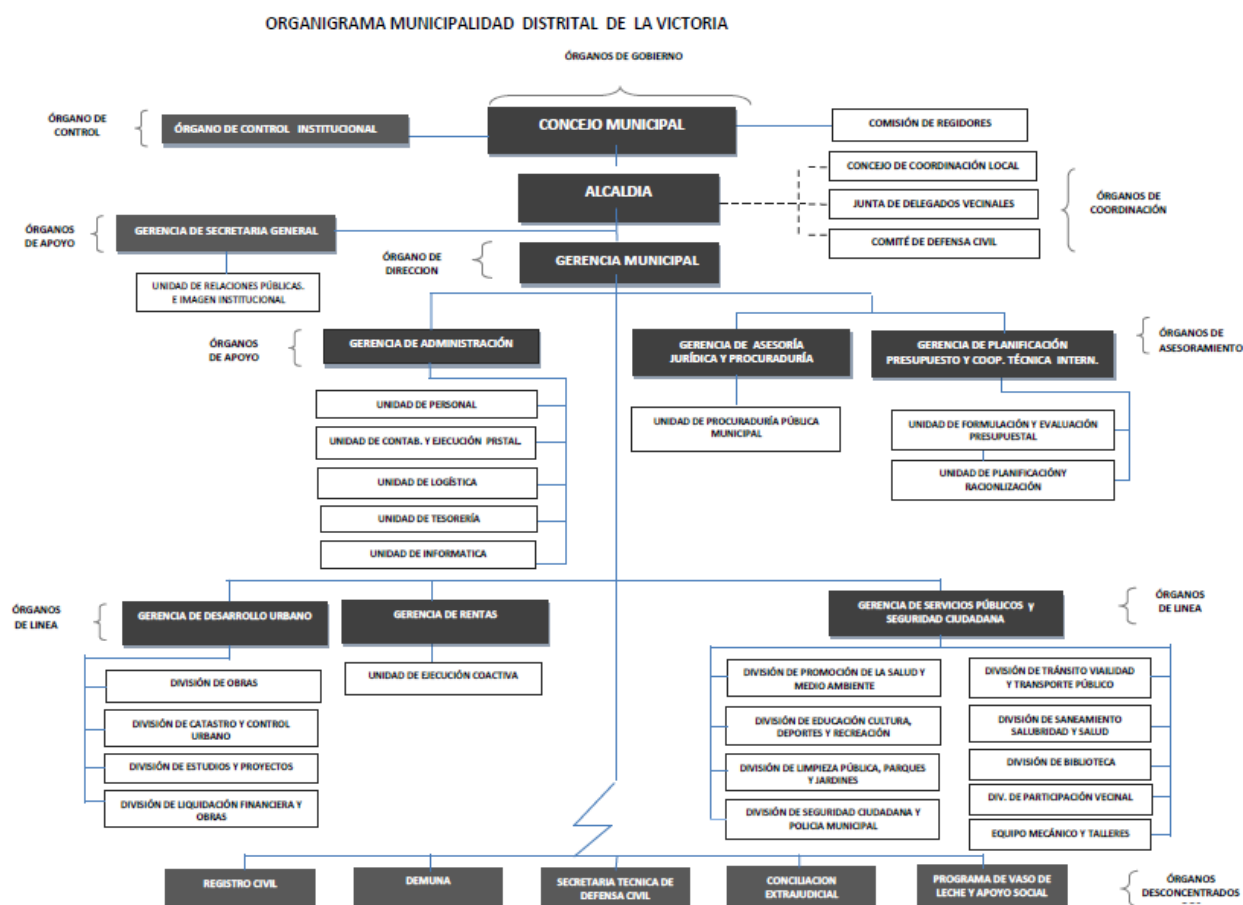 ORGANIGRAMA MUNICIPALIDAD DISTRITAL DE LA VICTORIA
ÓRGANOS DE GOBIERNO
ÓRGANO DE
CONTROL
ÓRGANO DE CONTROL INSTITUCIONAL
CONCEJO MUNICIPAL
COMISIÓN DE REGIDORES
CONCEJO DE COORDINACIÓN LOCAL
ALCALDIA
JUNTA DE DELEGADOS VECINALES
ÓRGANOS DE
COORDINACIÓN
ÓRGANOS
DE APOYO
GERENCIA DE SECRETARIA GENERAL
COMITÉ DE DEFENSA CIVIL
ÓRGANO DE
DIRECCION
GERENCIA MUNICIPAL
UNIDAD DE RELACIONES PÚBLICAS.
E IMAGEN INSTITUCIONAL
ÓRGANOS
DE APOYO
GERENCIA DE ADMINISTRACIÓN
GERENCIA DE ASESORÍA
JURÍDICA Y PROCURADURÍA
GERENCIA DE PLANIFICACIÓN
PRESUPUESTO Y COOP. TÉCNICA INTERN.
ÓRGANOS DE
ASESORAMIENTO
UNIDAD DE PERSONAL
UNIDAD DE CONTAB. Y EJECUCIÓN PRSTAL.
UNIDAD DE LOGÍSTICA
UNIDAD DE TESORERÍA
UNIDAD DE INFORMATICA
UNIDAD DE PROCURADURÍA PÚBLICA
MUNICIPAL
UNIDAD DE FORMULACIÓN Y EVALUACIÓN
PRESUPUESTAL
UNIDAD DE PLANIFICACIÓNY
RACIONLIZACIÓN
ÓRGANOS
DE LINEA
GERENCIA DE DESARROLLO URBANO
GERENCIA DE RENTAS
GERENCIA DE SERVICIOS PÚBLICOS y
SEGURIDAD CIUDADANA
ÓRGANOS
DE LINEA
DIVISIÓN DE OBRAS
DIVISIÓN DE CATASTRO Y CONTROL
URBANO
DIVISIÓN DE ESTUDIOS Y PROYECTOS
DIVISIÓN DE LIQUIDACIÓN FINANCIERA Y
OBRAS
UNIDAD DE EJECUCIÓN COACTIVA
DIVISIÓN DE PROMOCIÓN DE LA SALUD Y
MEDIO AMBIENTE
DIVISIÓN DE EDUCACIÓN CULTURA,
DEPORTES Y RECREACIÓN
DIVISIÓN DE LIMPIEZA PÚBLICA, PARQUES
Y JARDINES
DIVISIÓN DE SEGURIDAD CIUDADANA Y
POLICIA MUNICIPAL
DIVISIÓN DE TRÁNSITO VIAILIDAD
Y TRANSPORTE PÚBLICO
DIVISIÓN DE SANEAMIENTO
SALUBRIDAD Y SALUD
DIVISIÓN DE BIBLIOTECA
DIV. DE PARTICIPACIÓN VECINAL
EQUIPO MECÁNICO Y TALLERES
REGISTRO CIVIL
DEMUNA
SECRETARIA TECNICA DE
DEFENSA CIVIL
CONCILIACION
EXTRAJUDICIAL
PROGRAMA DE VASO DE
LECHE Y APOYO SOCIAL
ÓRGANOS
DESCONCENTRADOS